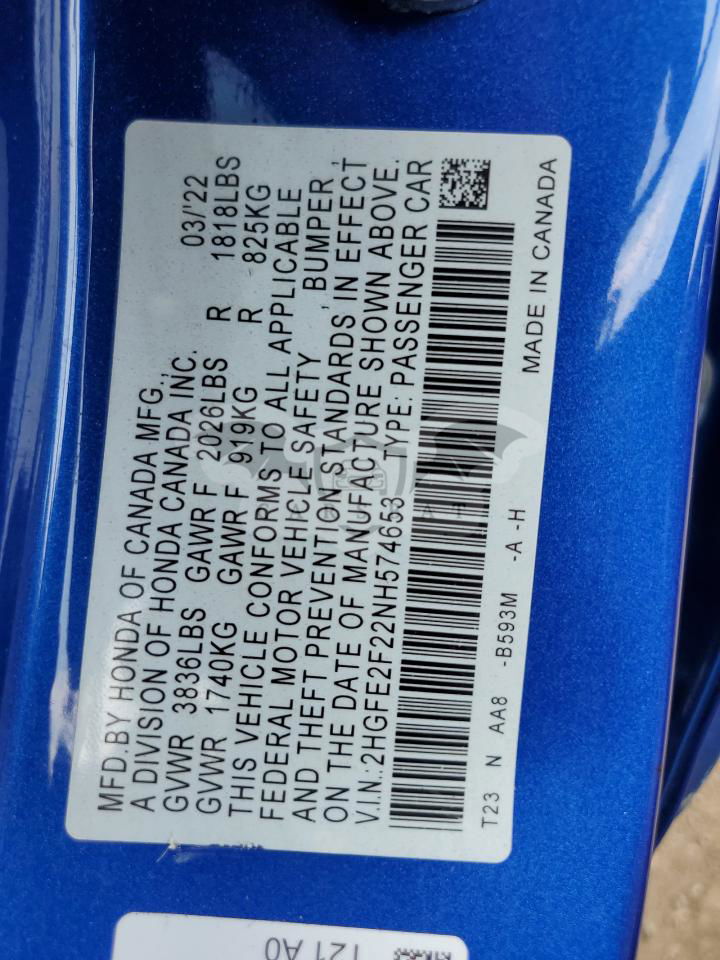 MFD.BY HONDA OF CANADA MFG.,
A DIVISION OF HONDA CANADA INC. 03/'22
GVWR 3836LBS GAWR F 2026LBS R 1818LBS
GVWR 1740KG GAWR F 919KG R 825KG
THIS VEHICLE CONFORMS TO ALL APPLICABLE
FEDERAL MOTOR VEHICLE SAFETY , BUMPER ,
AND THEFT PREVENTION STANDARDS IN EFFECT
ON THE DATE OF MANUFACTURE SHOWN ABOVE.
V.I.N.:2HGFE2F22NH574653 TYPE: PASSENGER CAR
T23 N AA8 -B593M -A -H
MADE IN CANADA
121 A0